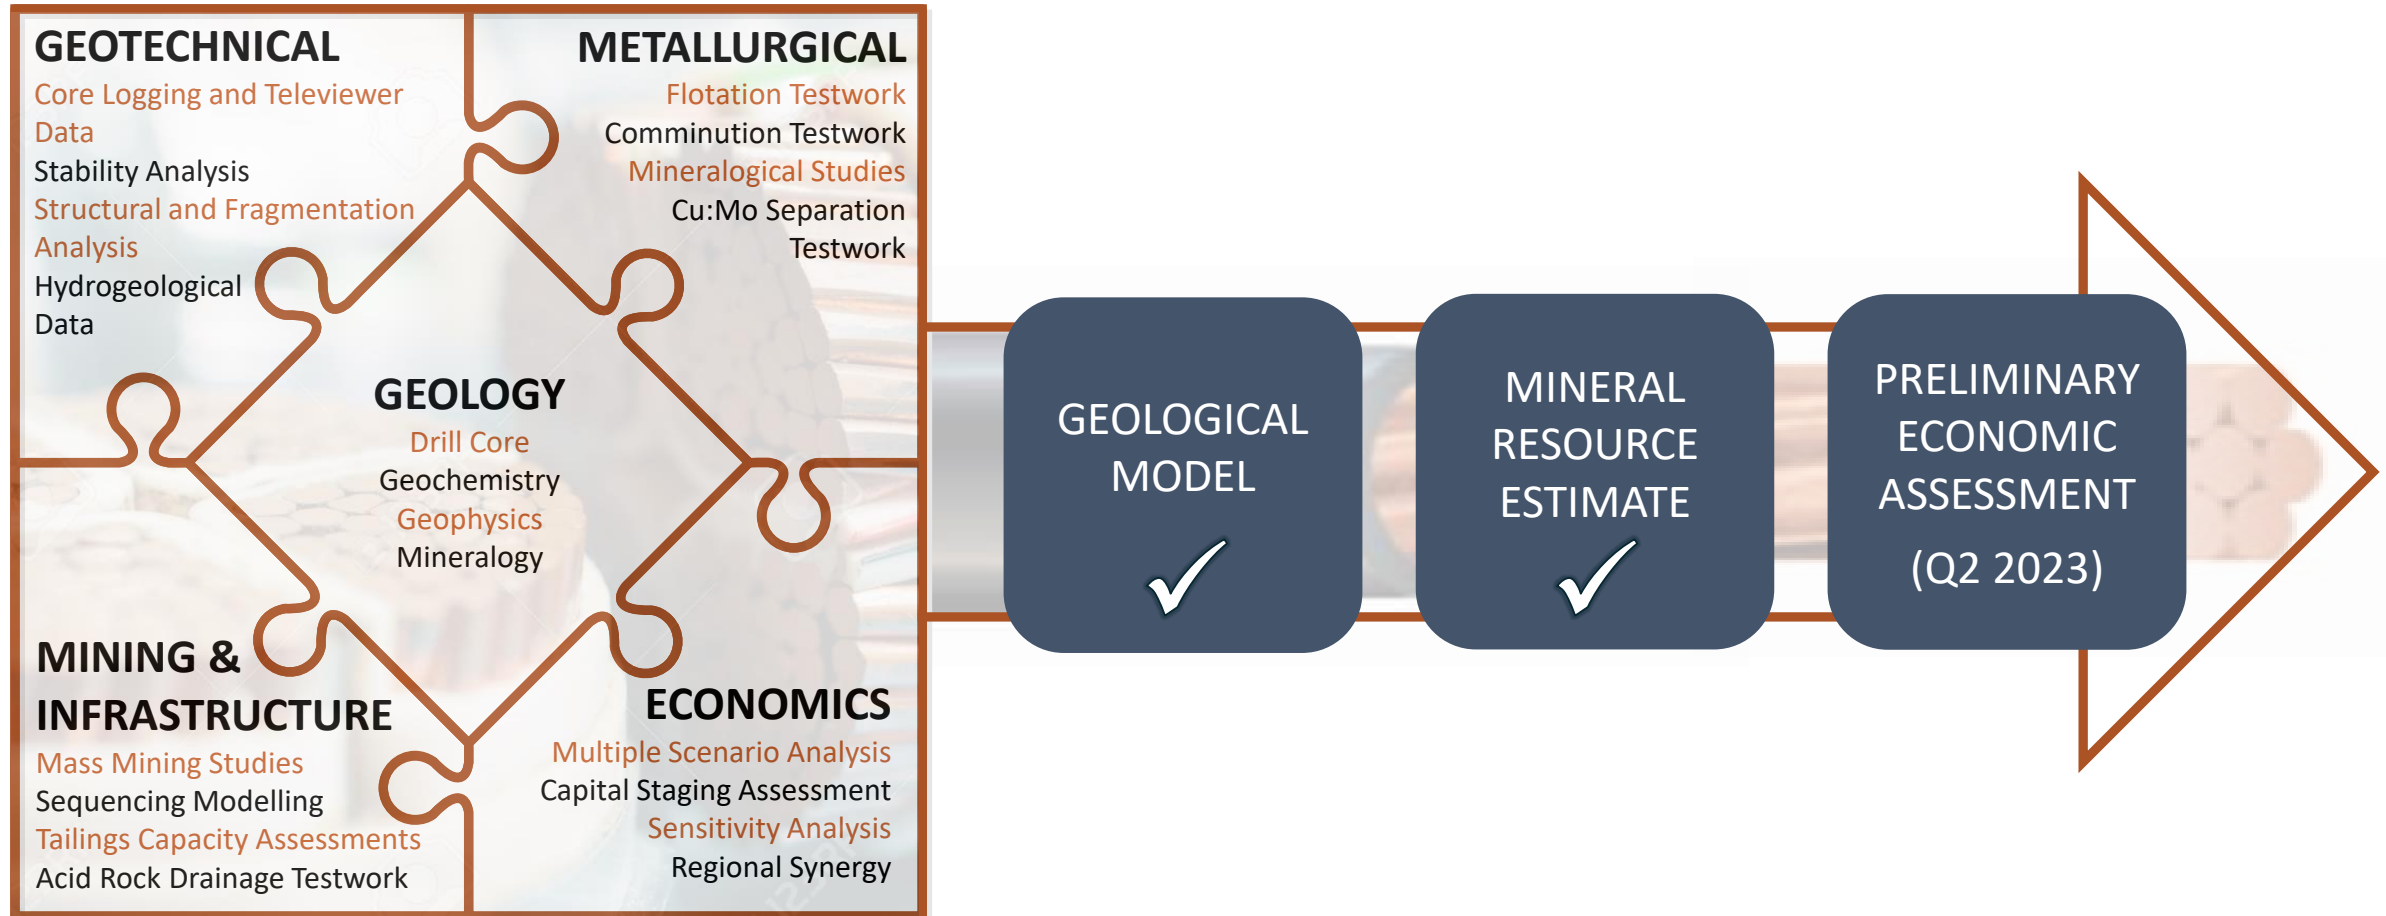 GEOTECHNICAL
Core Logging and Televiewer
Data
Stability Analysis
Structural and Fragmentation
Analysis
Hydrogeological
Data
METALLURGICAL
Flotation Testwork
Comminution Testwork
Mineralogical Studies
Cu:Mo Separation
Testwork
GEOLOGY
Drill Core
Geochemistry
Geophysics
Mineralogy
MINING &
INFRASTRUCTURE
Mass Mining Studies
Sequencing Modelling
Tailings Capacity Assessments
Acid Rock Drainage Testwork
ECONOMICS
Multiple Scenario Analysis
Capital Staging Assessment
Sensitivity Analysis
Regional Synergy
GEOLOGICAL
MODEL
MINERAL
RESOURCE
ESTIMATE
PRELIMINARY
ECONOMIC
ASSESSMENT
(Q2 2023)